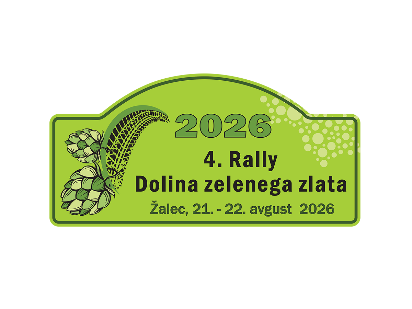 2026
4. Rally
Dolina zelenega zlata
Žalec, 21. - 22. avgust 2026